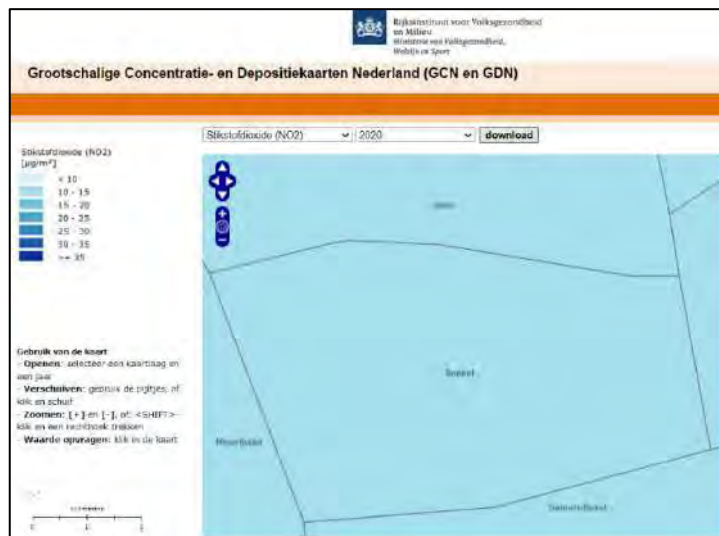 Rijksinstituut voor Volksgezondheid
en Milieu
Ministerie van Volksgezondheid,
Welzijn en Sport
Grootschalige Concentratie- en Depositiekaarten Nederland (GCN en GDN)
Stikstofdioxide (NO2) 2020 download
Stikstofdioxide (NO2)
[µg/m³]
< 10
10 - 15
15 - 20
20 - 25
25 - 30
30 - 35
>= 35
Gebruik van de kaart
- Openen: selecteer een kaartlaag en
een jaar
- Verschuiven: gebruik de pijltjes, of
klik en schuif
- Zoomen: [+] en [-], of: <SHIFT>-
klik en een rechthoek trekken
- Waarde opvragen: klik in de kaart